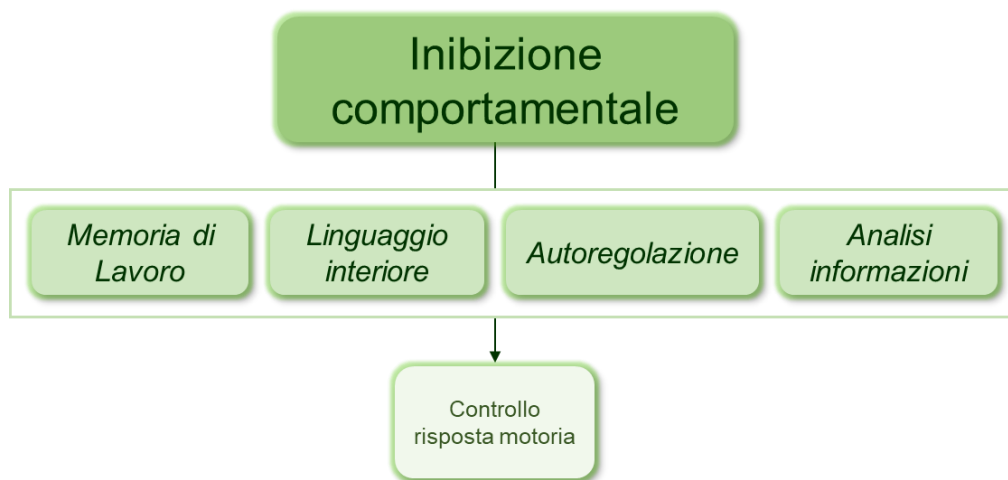 Inibizione
comportamentale
Memoria di
Lavoro
Linguaggio
interiore
Autoregolazione
Analisi
informazioni
Controllo
risposta motoria